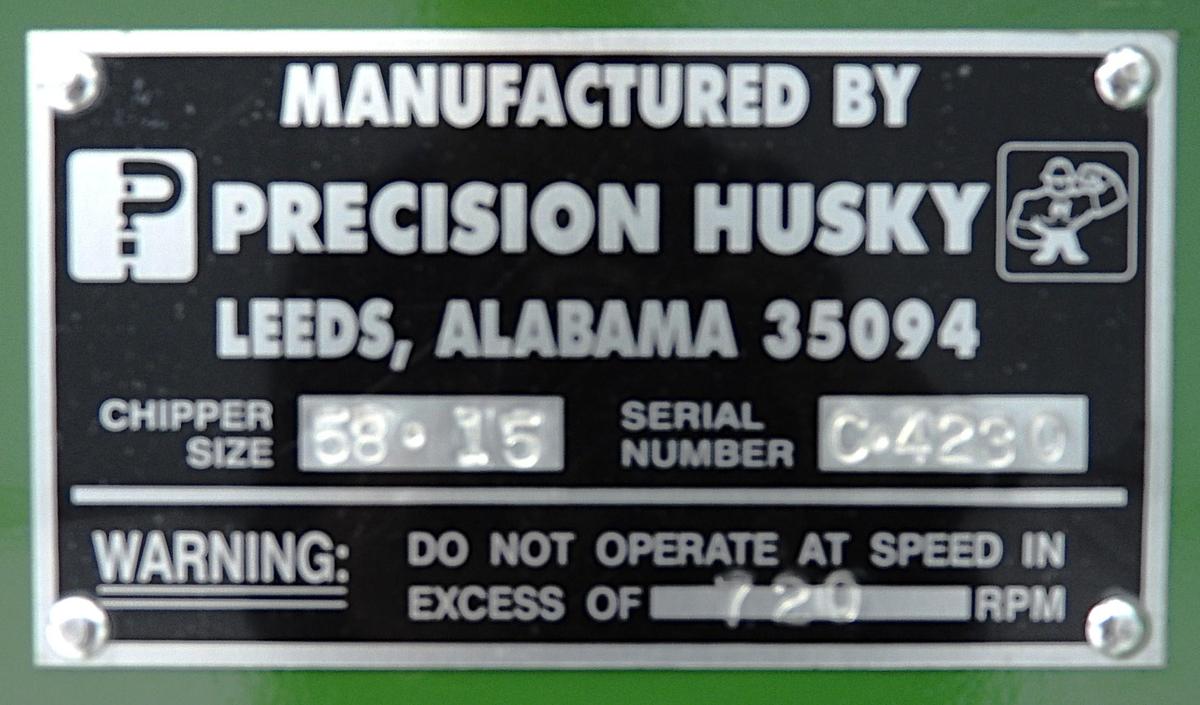 MANUFACTURED BY
PRECISION HUSKY
LEEDS, ALABAMA 35094
CHIPPER SIZE 58·15
SERIAL NUMBER C·4230
WARNING: DO NOT OPERATE AT SPEED IN
EXCESS OF 720 RPM